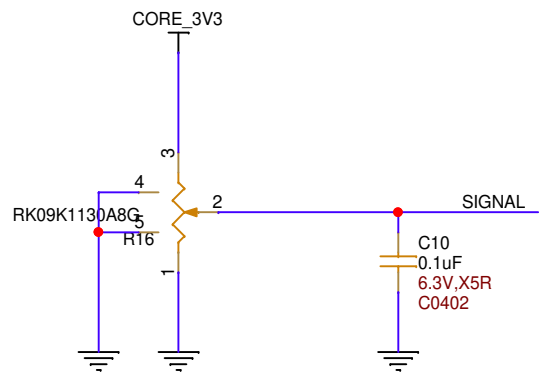 CORE_3V3
3
4
2
SIGNAL
RK09K1130A8G
5
R16
C10
0.1uF
1
6.3V,X5R
C0402